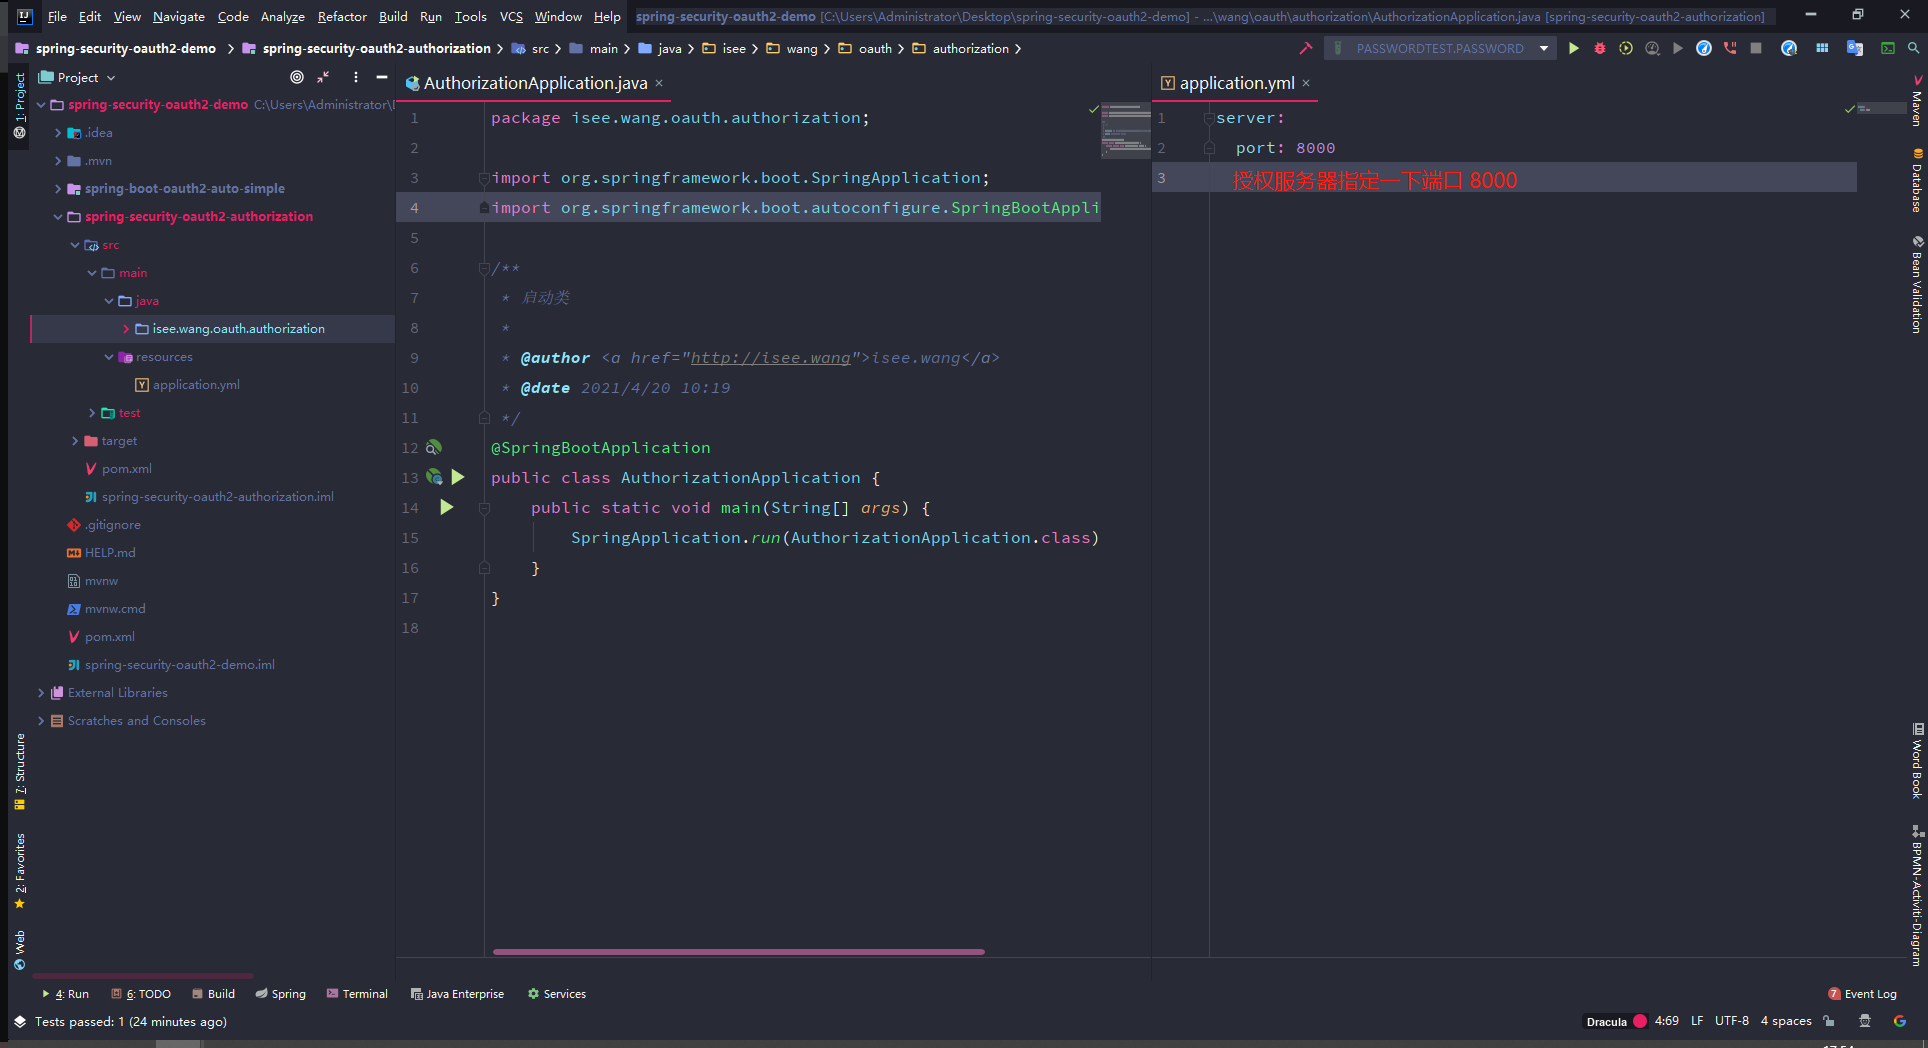 File Edit View Navigate Code Analyze Refactor Build Run Tools VCS Window Help spring-security-oauth2-demo [C:\Users\Administrator\Desktop\spring-security-oauth2-demo] - ...\wang\oauth\authorization\AuthorizationApplication.java [spring-security-oauth2-authorization]
spring-security-oauth2-demo spring-security-oauth2-authorization src main java isee wang oauth authorization PASSWORDTEST.PASSWORD
Project
AuthorizationApplication.java
application.yml
1: Project
spring-security-oauth2-demo C:\Users\Administrator\
.idea
.mvn
spring-boot-oauth2-auto-simple
spring-security-oauth2-authorization
src
main
java
isee.wang.oauth.authorization
resources
application.yml
test
target
pom.xml
spring-security-oauth2-authorization.iml
.gitignore
HELP.md
mvnw
mvnw.cmd
pom.xml
spring-security-oauth2-demo.iml
External Libraries
Scratches and Consoles
7: Structure
2: Favorites
Web
1 package isee.wang.oauth.authorization;
2
3 import org.springframework.boot.SpringApplication;
4 import org.springframework.boot.autoconfigure.SpringBootAppli
5
6 /**
7 * 启动类
8 *
9 * @author <a href="http://isee.wang">isee.wang</a>
10 * @date 2021/4/20 10:19
11 */
12 @SpringBootApplication
13 public class AuthorizationApplication {
14 public static void main(String[] args) {
15 SpringApplication.run(AuthorizationApplication.class)
16 }
17 }
18
1 server:
2 port: 8000
3 授权服务器指定一下端口 8000
Maven
Database
Bean Validation
Word Book
BPMN-Activiti-Diagram
4: Run 6: TODO Build Spring Terminal Java Enterprise Services 7 Event Log
Tests passed: 1 (24 minutes ago) Dracula 4:69 LF UTF-8 4 spaces